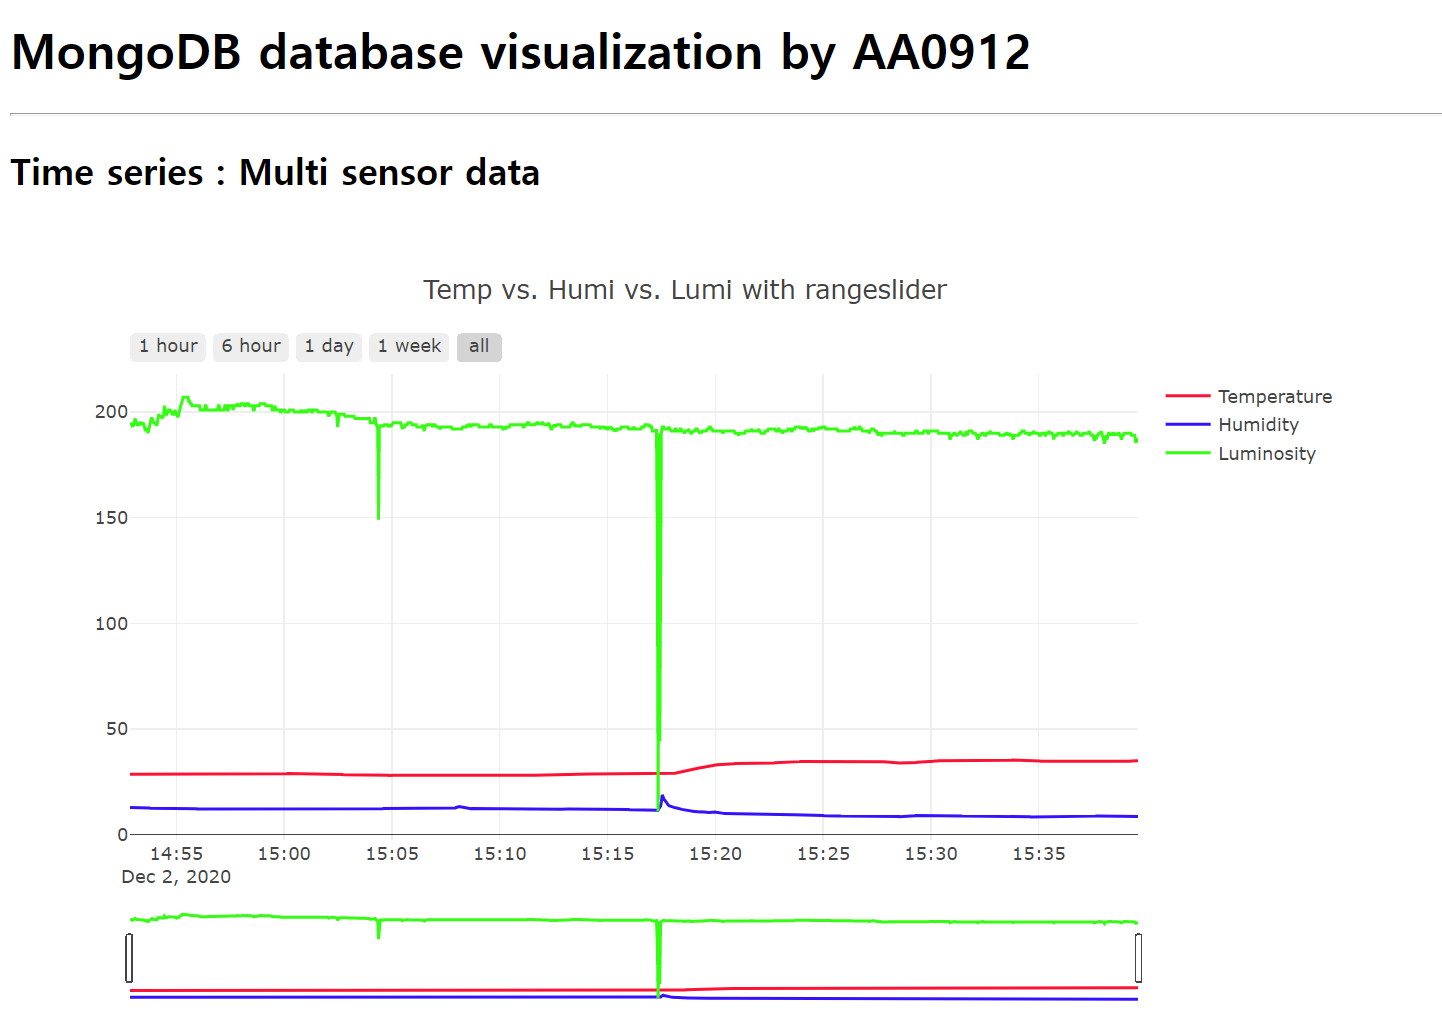 MongoDB database visualization by AA0912
Time series : Multi sensor data
Temp vs. Humi vs. Lumi with rangeslider
1 hour 6 hour 1 day 1 week all
200
150
100
50
0
Temperature
Humidity
Luminosity
14:55 15:00 15:05 15:10 15:15 15:20 15:25 15:30 15:35
Dec 2, 2020